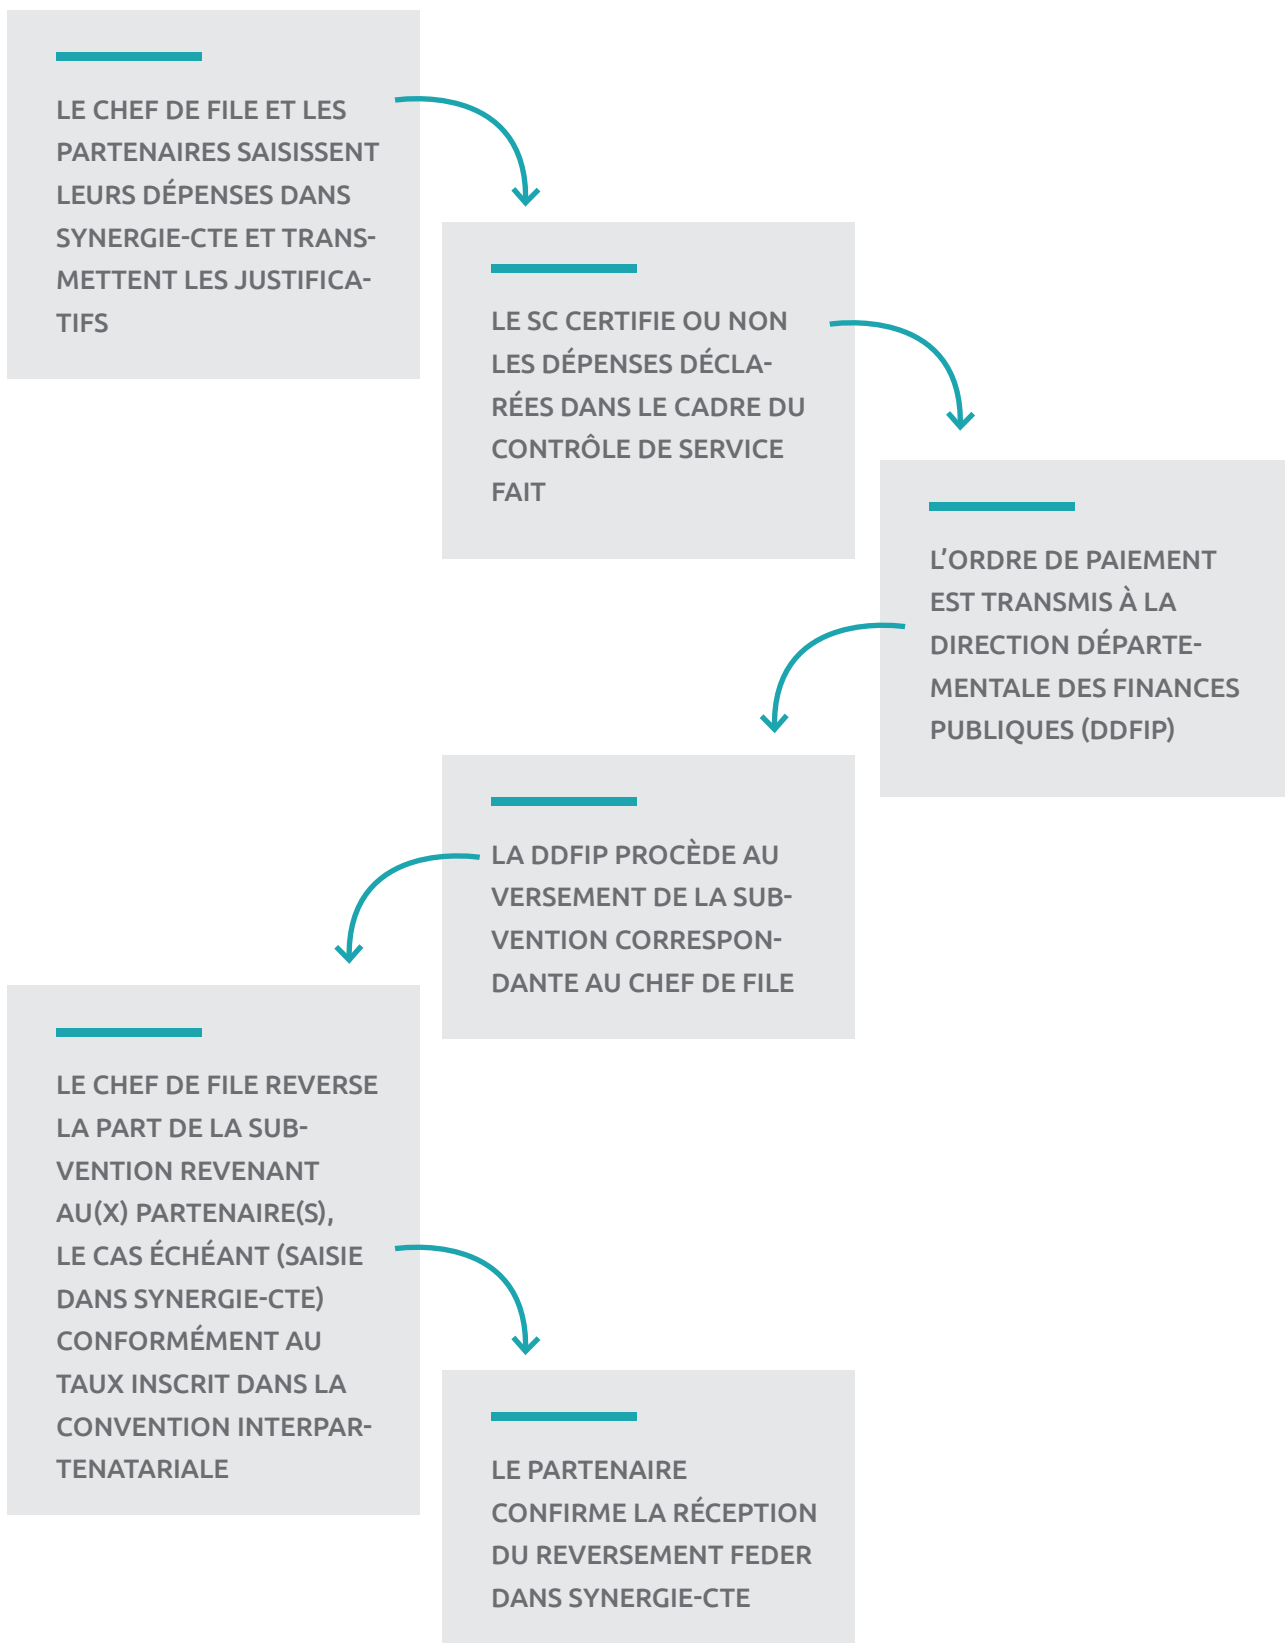 LE CHEF DE FILE ET LES
PARTENAIRES SAISISSENT
LEURS DÉPENSES DANS
SYNERGIE-CTE ET TRANS-
METTENT LES JUSTIFICA-
TIFS
LE SC CERTIFIE OU NON
LES DÉPENSES DÉCLA-
RÉES DANS LE CADRE DU
CONTRÔLE DE SERVICE
FAIT
L’ORDRE DE PAIEMENT
EST TRANSMIS À LA
DIRECTION DÉPARTE-
MENTALE DES FINANCES
PUBLIQUES (DDFIP)
LA DDFIP PROCÈDE AU
VERSEMENT DE LA SUB-
VENTION CORRESPON-
DANTE AU CHEF DE FILE
LE CHEF DE FILE REVERSE
LA PART DE LA SUB-
VENTION REVENANT
AU(X) PARTENAIRE(S),
LE CAS ÉCHÉANT (SAISIE
DANS SYNERGIE-CTE)
CONFORMÉMENT AU
TAUX INSCRIT DANS LA
CONVENTION INTERPAR-
TENATARIALE
LE PARTENAIRE
CONFIRME LA RÉCEPTION
DU REVERSEMENT FEDER
DANS SYNERGIE-CTE